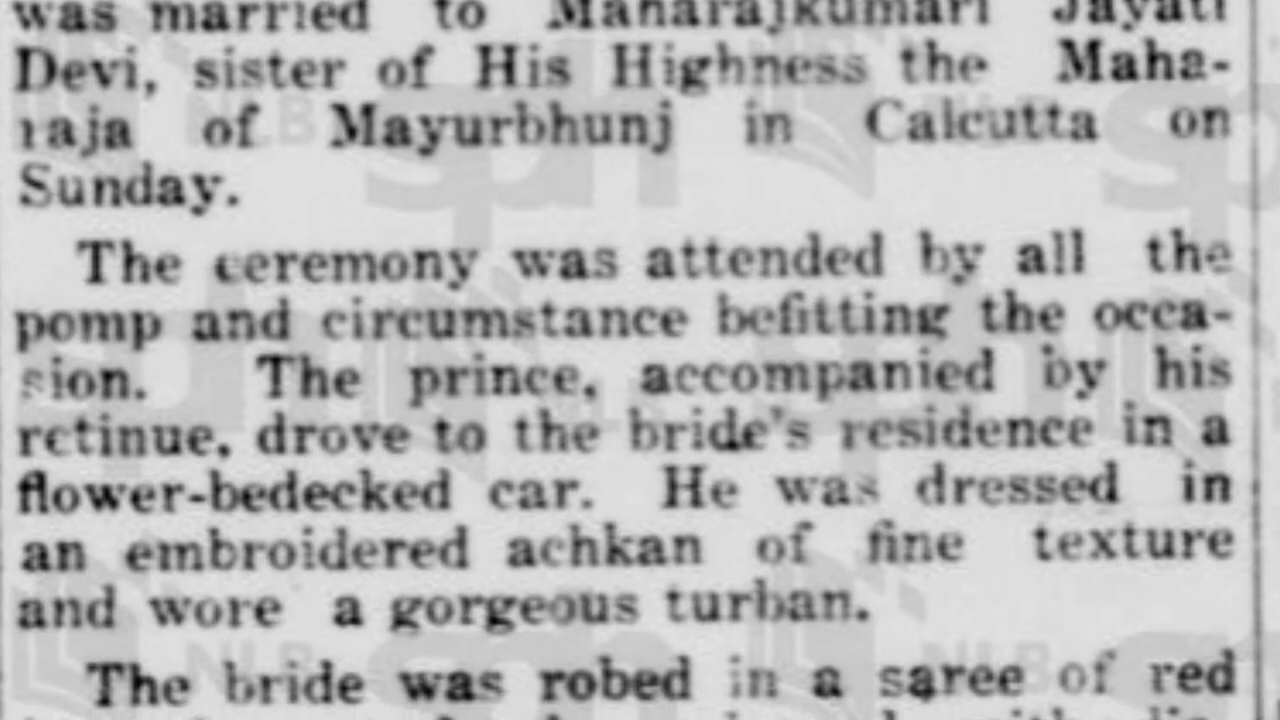 was married to Maharajkumari Jayati
Devi, sister of His Highness the Maha-
raja of Mayurbhunj in Calcutta on
Sunday.
The ceremony was attended by all the
pomp and circumstance befitting the occa-
sion. The prince, accompanied by his
retinue, drove to the bride's residence in a
flower-bedecked car. He was dressed in
an embroidered achkan of fine texture
and wore a gorgeous turban.
The bride was robed in a saree of red